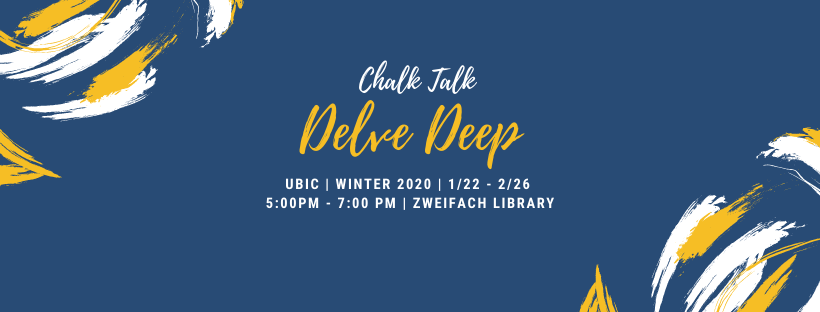 Chalk Talk
Delve Deep
UBIC | WINTER 2020 | 1/22 - 2/26
5:00PM - 7:00 PM | ZWEIFACH LIBRARY